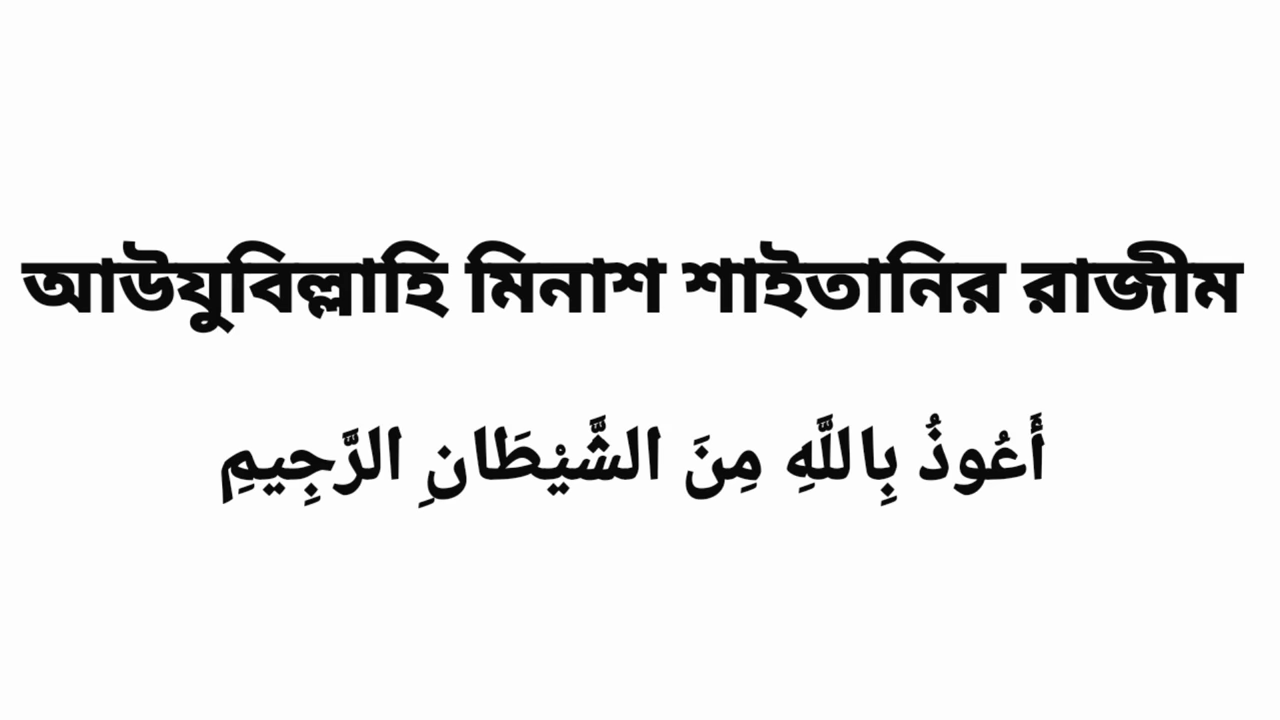 আউযুবিল্লাহি মিনাশ শাইতানির রাজীম
أَعُوذُ بِاللَّهِ مِنَ الشَّيْطَانِ الرَّجِيمِ